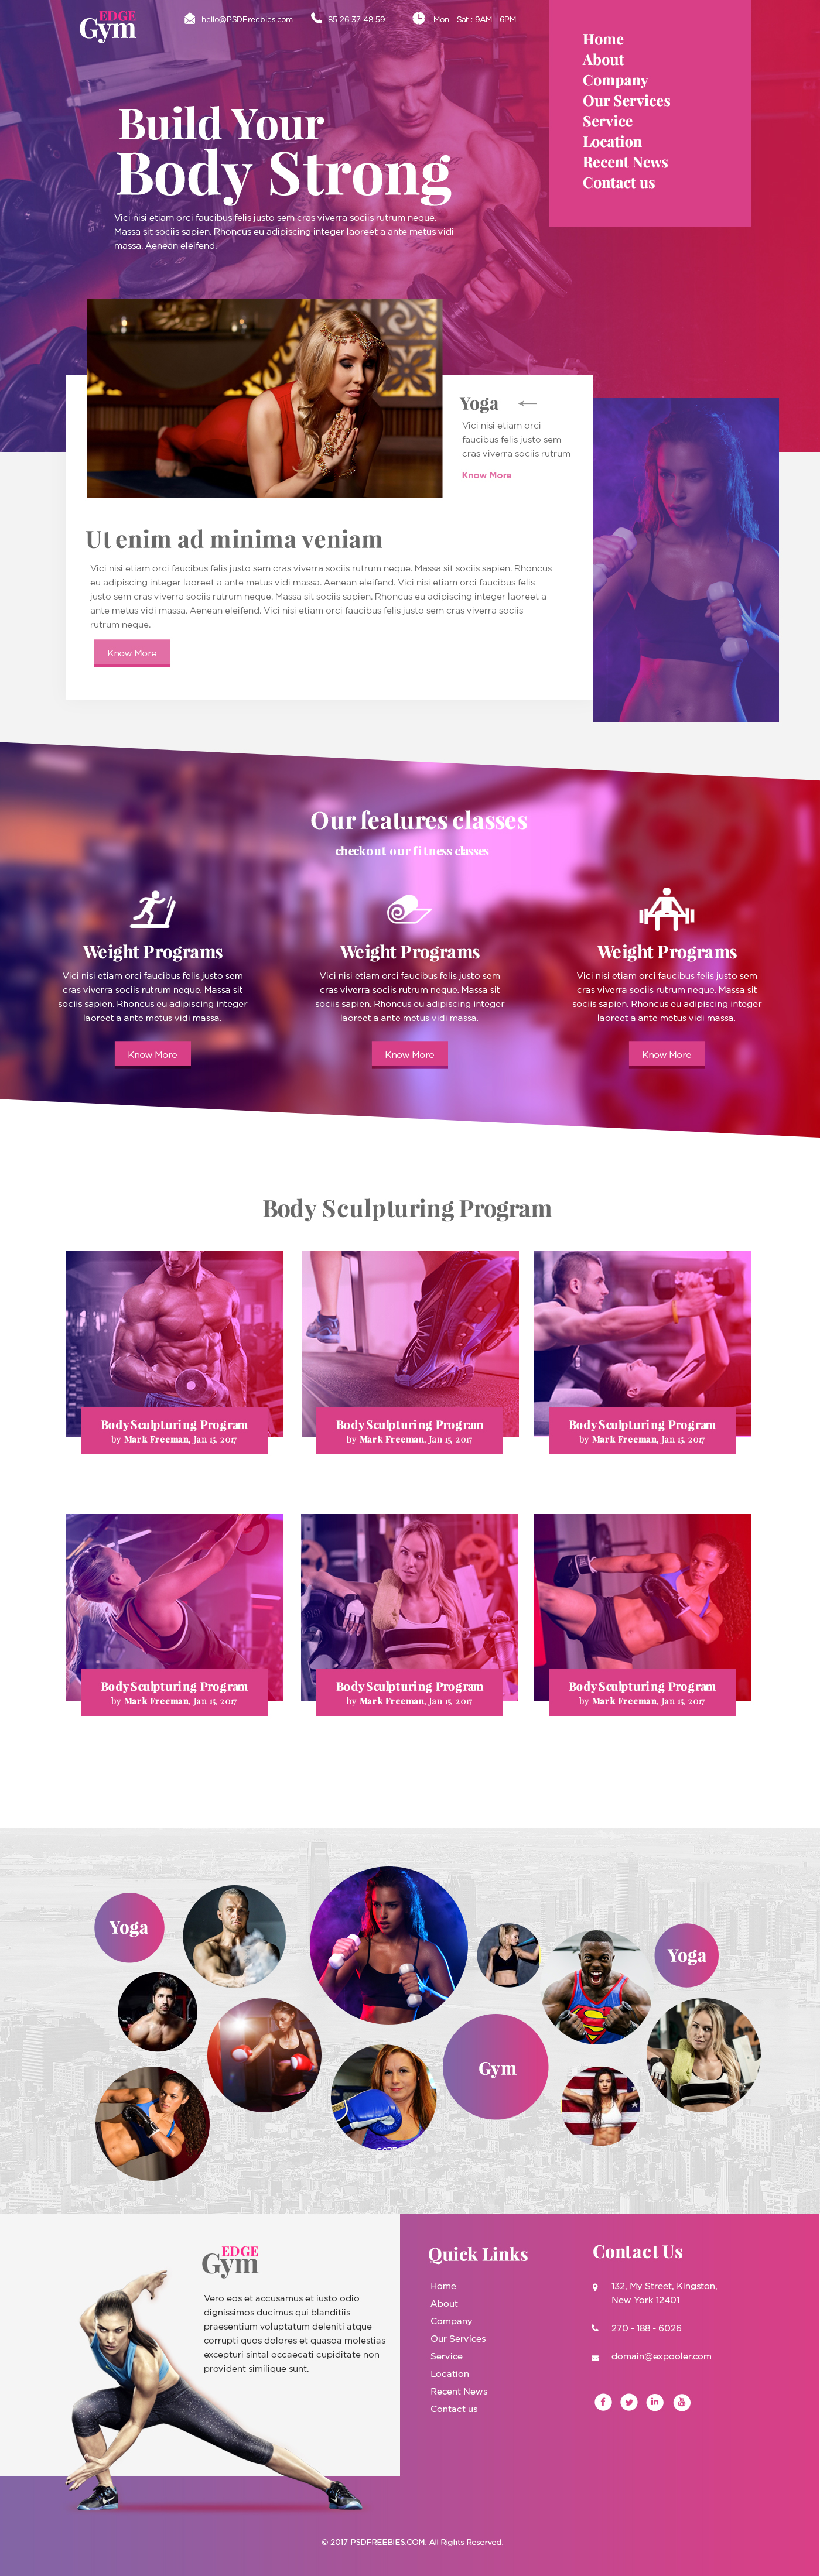 EDGE
Gym
hello@PSDFreebies.com
85 26 37 48 59
Mon - Sat : 9AM - 6PM
Home
About
Company
Our Services
Service
Location
Recent News
Contact us
Build Your
Body Strong
Vici nisi etiam orci faucibus felis justo sem cras viverra sociis rutrum neque.
Massa sit sociis sapien. Rhoncus eu adipiscing integer laoreet a ante metus vidi
massa. Aenean eleifend.
Yoga
Vici nisi etiam orci
faucibus felis justo sem
cras viverra sociis rutrum
Know More
Ut enim ad minima veniam
Vici nisi etiam orci faucibus felis justo sem cras viverra sociis rutrum neque. Massa sit sociis sapien. Rhoncus
eu adipiscing integer laoreet a ante metus vidi massa. Aenean eleifend. Vici nisi etiam orci faucibus felis
justo sem cras viverra sociis rutrum neque. Massa sit sociis sapien. Rhoncus eu adipiscing integer laoreet a
ante metus vidi massa. Aenean eleifend. Vici nisi etiam orci faucibus felis justo sem cras viverra sociis
rutrum neque.
Know More
Our features classes
checkout our fitness classes
Weight Programs
Vici nisi etiam orci faucibus felis justo sem
cras viverra sociis rutrum neque. Massa sit
sociis sapien. Rhoncus eu adipiscing integer
laoreet a ante metus vidi massa.
Know More
Weight Programs
Vici nisi etiam orci faucibus felis justo sem
cras viverra sociis rutrum neque. Massa sit
sociis sapien. Rhoncus eu adipiscing integer
laoreet a ante metus vidi massa.
Know More
Weight Programs
Vici nisi etiam orci faucibus felis justo sem
cras viverra sociis rutrum neque. Massa sit
sociis sapien. Rhoncus eu adipiscing integer
laoreet a ante metus vidi massa.
Know More
Body Sculpturing Program
Body Sculpturing Program
by Mark Freeman, Jan 15, 2017
Body Sculpturing Program
by Mark Freeman, Jan 15, 2017
Body Sculpturing Program
by Mark Freeman, Jan 15, 2017
Body Sculpturing Program
by Mark Freeman, Jan 15, 2017
Body Sculpturing Program
by Mark Freeman, Jan 15, 2017
Body Sculpturing Program
by Mark Freeman, Jan 15, 2017
Yoga
Yoga
Gym
EDGE
Gym
Vero eos et accusamus et iusto odio
dignissimos ducimus qui blanditiis
praesentium voluptatum deleniti atque
corrupti quos dolores et quasoa molestias
excepturi sintal occaecati cupiditate non
provident similique sunt.
Quick Links
Home
About
Company
Our Services
Service
Location
Recent News
Contact us
Contact Us
132, My Street, Kingston,
New York 12401
270 - 188 - 6026
domain@expooler.com
© 2017 PSDFREEBIES.COM. All Rights Reserved.